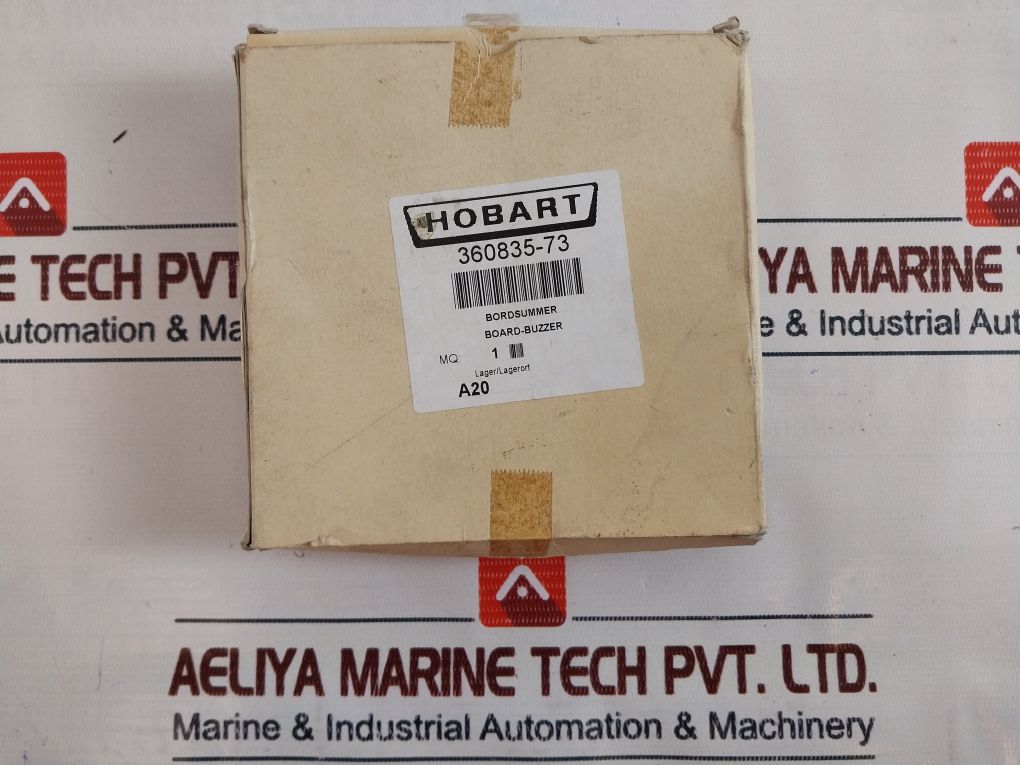 HOBART
360835-73
BORDSUMMER
BOARD-BUZZER
MQ: 1
Lager/Lagerort
A20
E TECH PVT
Automation & Ma
YA MARINE T
e & Industrial Aut
AELIYA MARINE TECH PVT. LTD.
Marine & Industrial Automation & Machinery